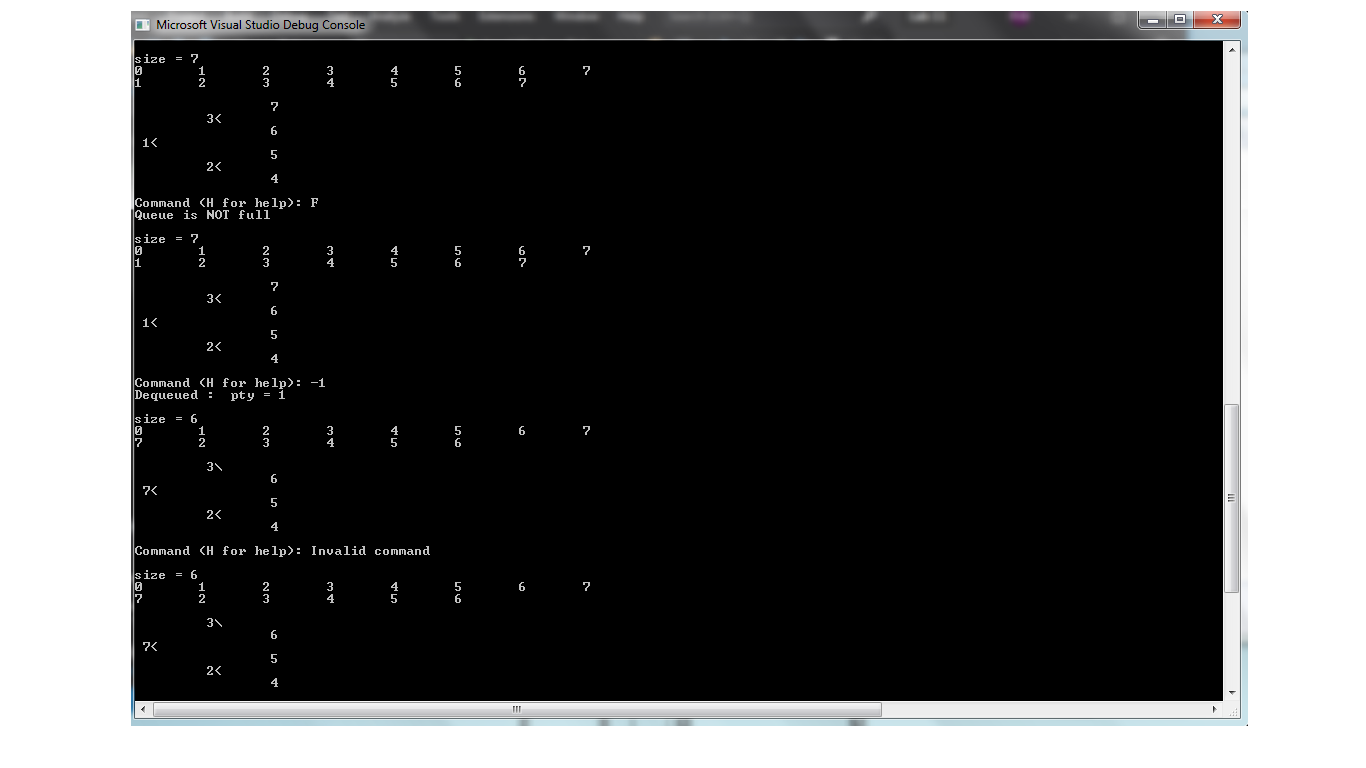 Microsoft Visual Studio Debug Console
size = 7
0 1 2 3 4 5 6 7
1 2 3 4 5 6 7
7
3<
6
1<
5
2<
4
Command (H for help): F
Queue is NOT full
size = 7
0 1 2 3 4 5 6 7
1 2 3 4 5 6 7
7
3<
6
1<
5
2<
4
Command (H for help): -1
Dequeued :  pty = 1
size = 6
0 1 2 3 4 5 6 7
7 2 3 4 5 6
3\
6
7<
5
2<
4
Command (H for help): Invalid command
size = 6
0 1 2 3 4 5 6 7
7 2 3 4 5 6
3\
6
7<
5
2<
4